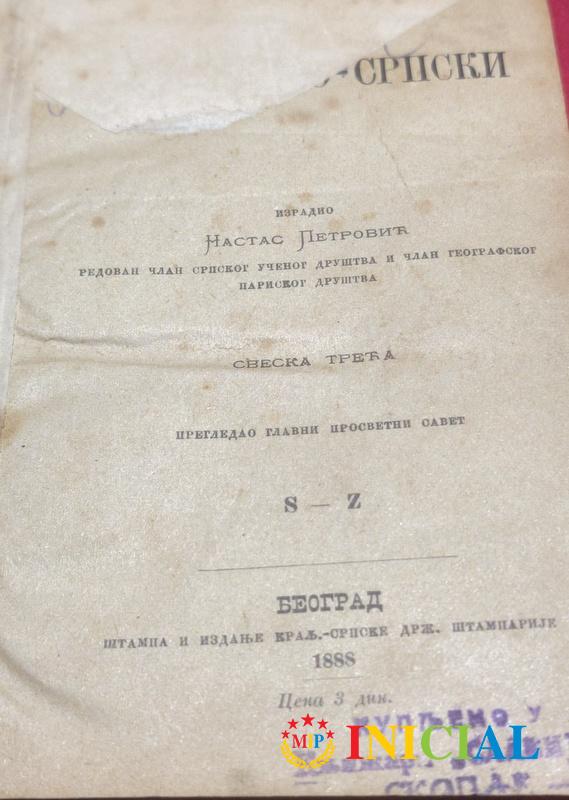 -СРПСКИ
ИЗРАДИО
НАСТАС ПЕТРОВИЋ
РЕДОВАН ЧЛАН СРПСКОГ УЧЕНОГ ДРУШТВА И ЧЛАН ГЕОГРАФСКОГ
ПАРИСКОГ ДРУШТВА
СВЕСКА ТРЕЋА
ПРЕГЛЕДАО ГЛАВНИ ПРОСВЕТНИ САВЕТ
S — Z
БЕОГРАД
ШТАМПА И ИЗДАЊЕ КРАЉ.-СРПСКЕ ДРЖ. ШТАМПАРИЈЕ
1888
Цена 3 дин.
КУПЉЕНО У
MP INICIAL
СКОПЉЕ